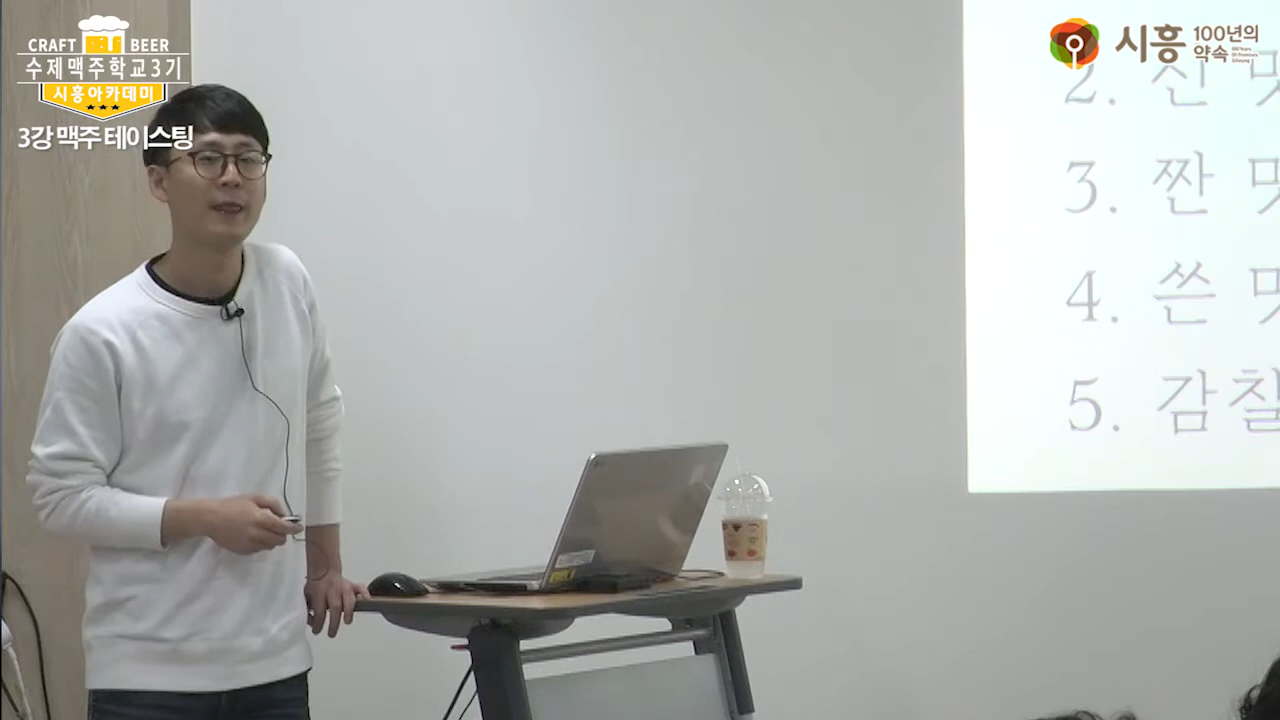 CRAFT BEER
수제맥주학교3기
시흥아카데미
3강 맥주 테이스팅
시흥 100년의
약속
2. 신 맛
3. 짠 맛
4. 쓴 맛
5. 감칠